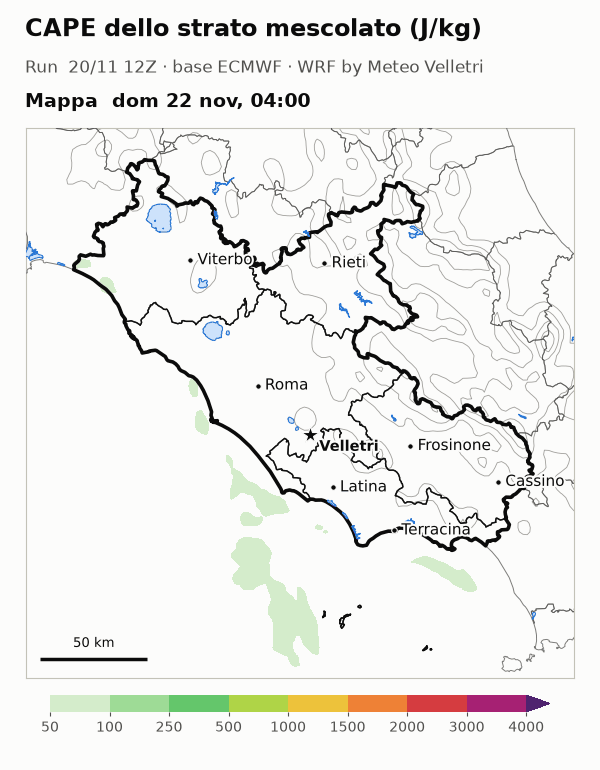 CAPE dello strato mescolato (J/kg)
Run 20/11 12Z · base ECMWF · WRF by Meteo Velletri
Mappa dom 22 nov, 04:00
Viterbo
Rieti
Roma
Velletri
Frosinone
Cassino
Latina
Terracina
50 km
50 100 250 500 1000 1500 2000 3000 4000